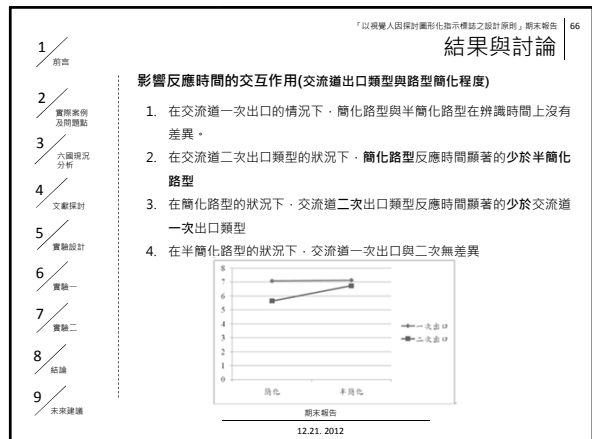 「以視覺人因探討圖形化指示標誌之設計原則」期末報告 66
結果與討論
1
前言
2
實際案例
及問題點
3
六國現況
分析
4
文獻探討
5
實驗設計
6
實驗一
7
實驗二
8
結論
9
未來建議
影響反應時間的交互作用(交流道出口類型與路型簡化程度)
1. 在交流道一次出口的情況下，簡化路型與半簡化路型在辨識時間上沒有
差異。
2. 在交流道二次出口類型的狀況下，簡化路型反應時間顯著的少於半簡化
路型
3. 在簡化路型的狀況下，交流道二次出口類型反應時間顯著的少於交流道
一次出口類型
4. 在半簡化路型的狀況下，交流道一次出口與二次無差異
8
7
6
5
4
3
2
1
0
簡化 半簡化
一次出口
二次出口
期末報告
12.21. 2012